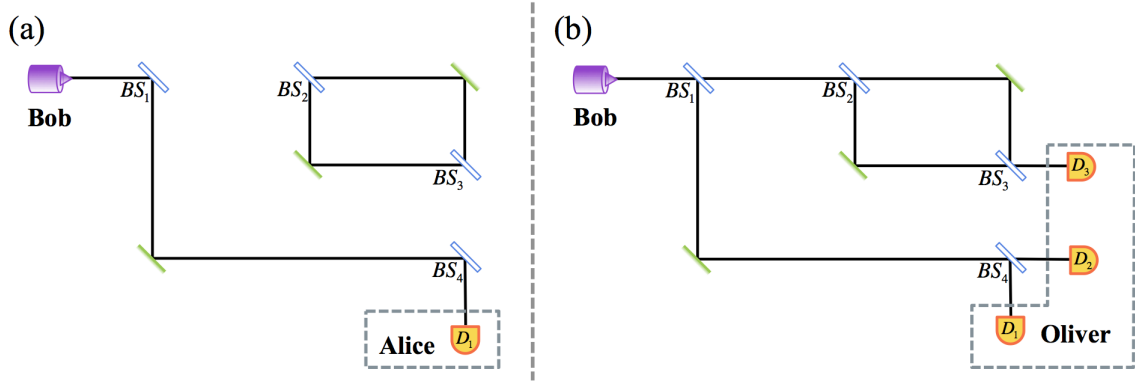 (a)
Bob
BS₁
BS₂
BS₃
BS₄
Alice
D₁
(b)
Bob
BS₁
BS₂
BS₃
D₃
BS₄
D₂
D₁
Oliver